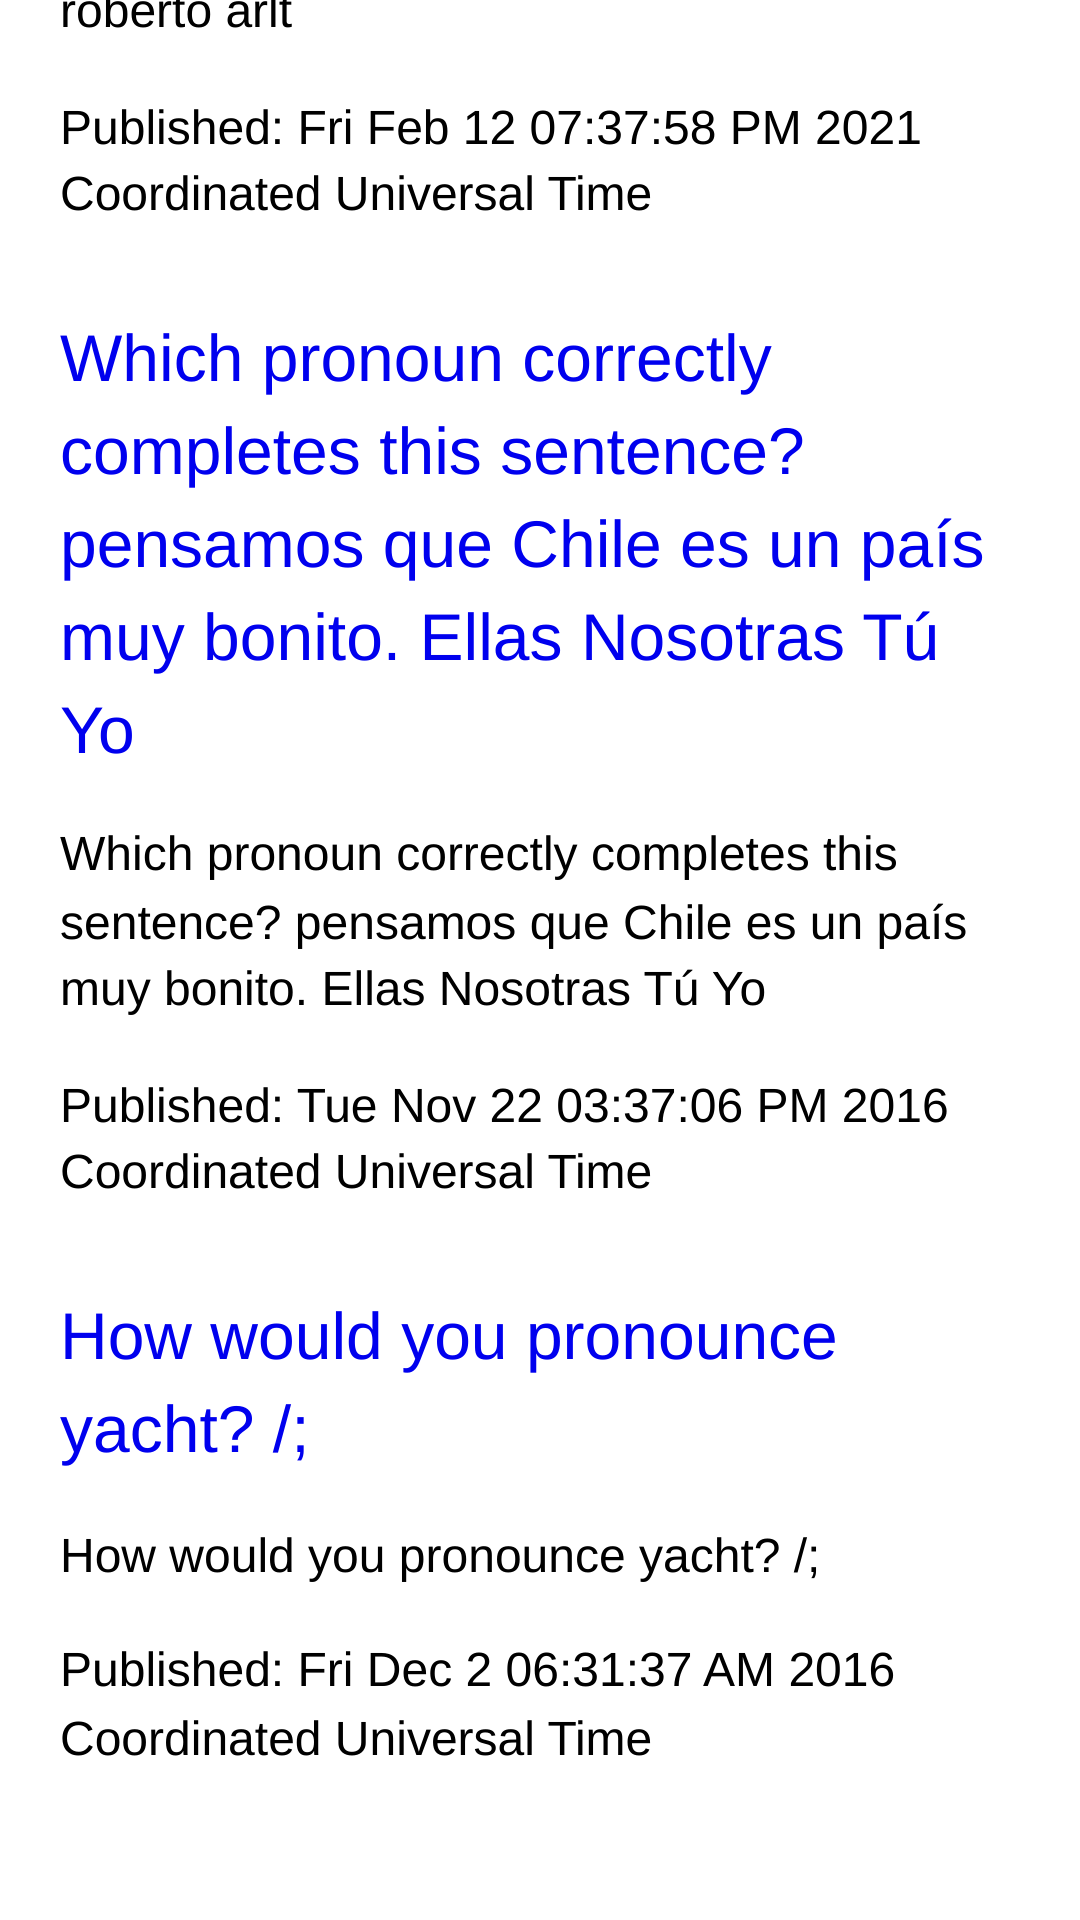 roberto arlt
Published: Fri Feb 12 07:37:58 PM 2021
Coordinated Universal Time
Which pronoun correctly
completes this sentence?
pensamos que Chile es un país
muy bonito. Ellas Nosotras Tú
Yo
Which pronoun correctly completes this
sentence? pensamos que Chile es un país
muy bonito. Ellas Nosotras Tú Yo
Published: Tue Nov 22 03:37:06 PM 2016
Coordinated Universal Time
How would you pronounce
yacht? /;
How would you pronounce yacht? /;
Published: Fri Dec 2 06:31:37 AM 2016
Coordinated Universal Time